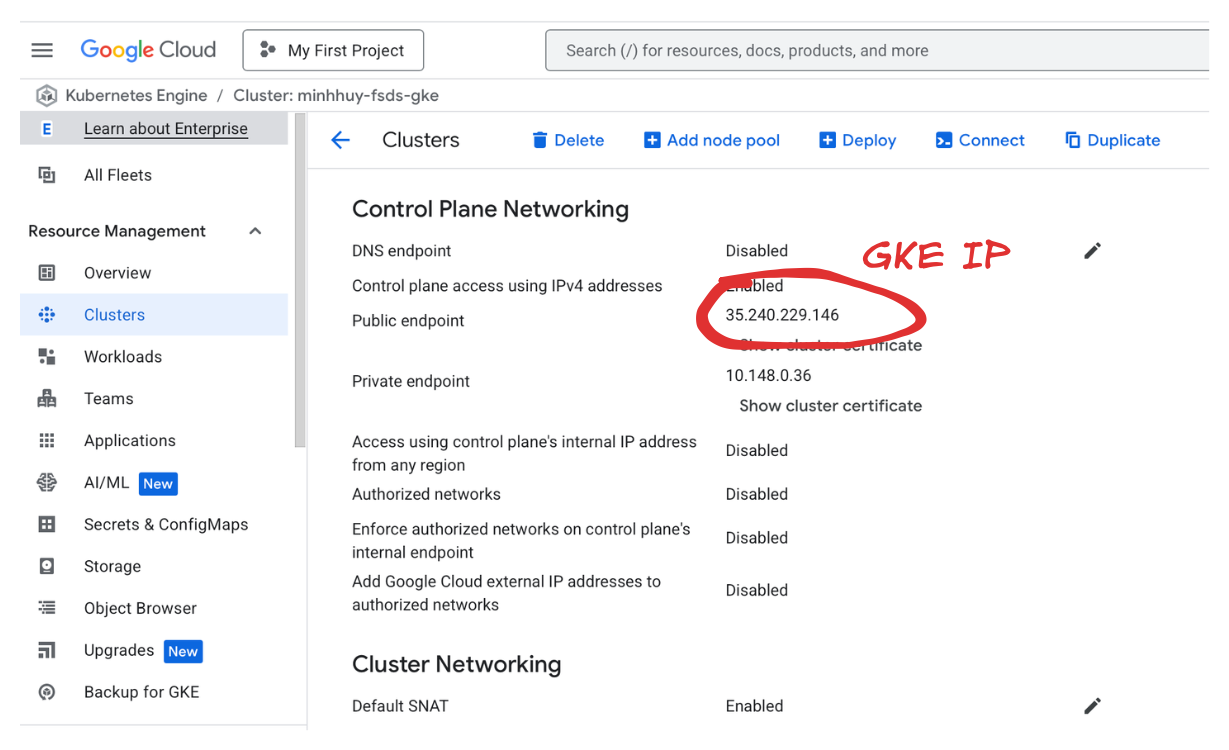 Google Cloud
My First Project
Search (/) for resources, docs, products, and more
Kubernetes Engine / Cluster: minhhuy-fsds-gke
E Learn about Enterprise
All Fleets
Resource Management
Overview
Clusters
Workloads
Teams
Applications
AI/ML New
Secrets & ConfigMaps
Storage
Object Browser
Upgrades New
Backup for GKE
Clusters
Delete
Add node pool
Deploy
Connect
Duplicate
Control Plane Networking
DNS endpoint Disabled
GKE IP
Control plane access using IPv4 addresses Enabled
Public endpoint 35.240.229.146
Show cluster certificate
Private endpoint 10.148.0.36
Show cluster certificate
Access using control plane's internal IP address
from any region Disabled
Authorized networks Disabled
Enforce authorized networks on control plane's
internal endpoint Disabled
Add Google Cloud external IP addresses to
authorized networks Disabled
Cluster Networking
Default SNAT Enabled